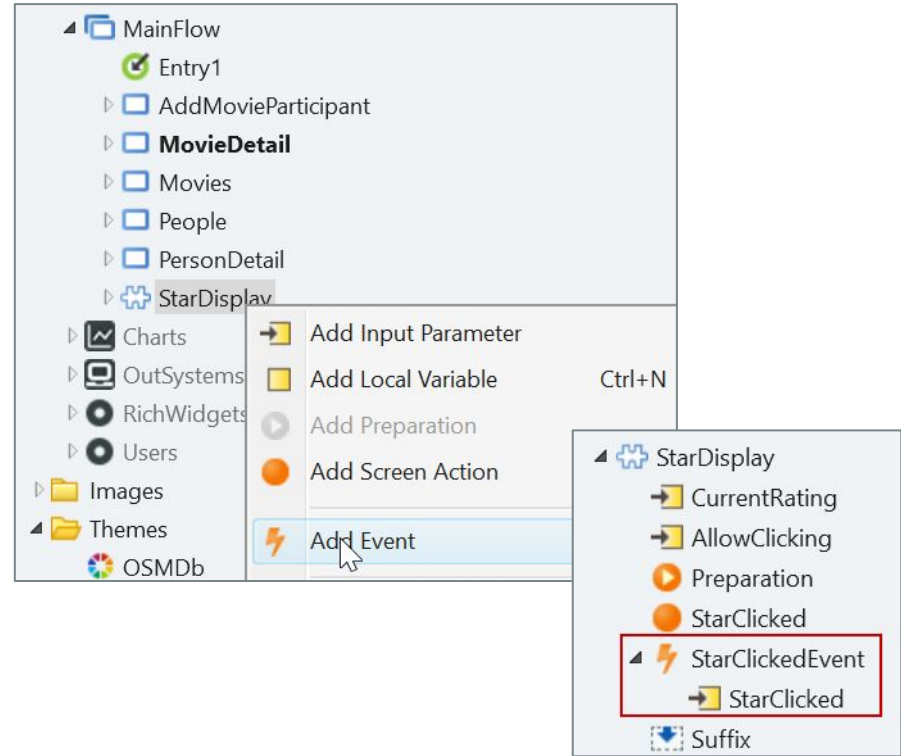 MainFlow
Entry1
AddMovieParticipant
MovieDetail
Movies
People
PersonDetail
StarDisplay
Charts
OutSystems
RichWidgets
Users
Images
Themes
OSMDb
Add Input Parameter
Add Local Variable Ctrl+N
Add Preparation
Add Screen Action
Add Event
StarDisplay
CurrentRating
AllowClicking
Preparation
StarClicked
StarClickedEvent
StarClicked
Suffix